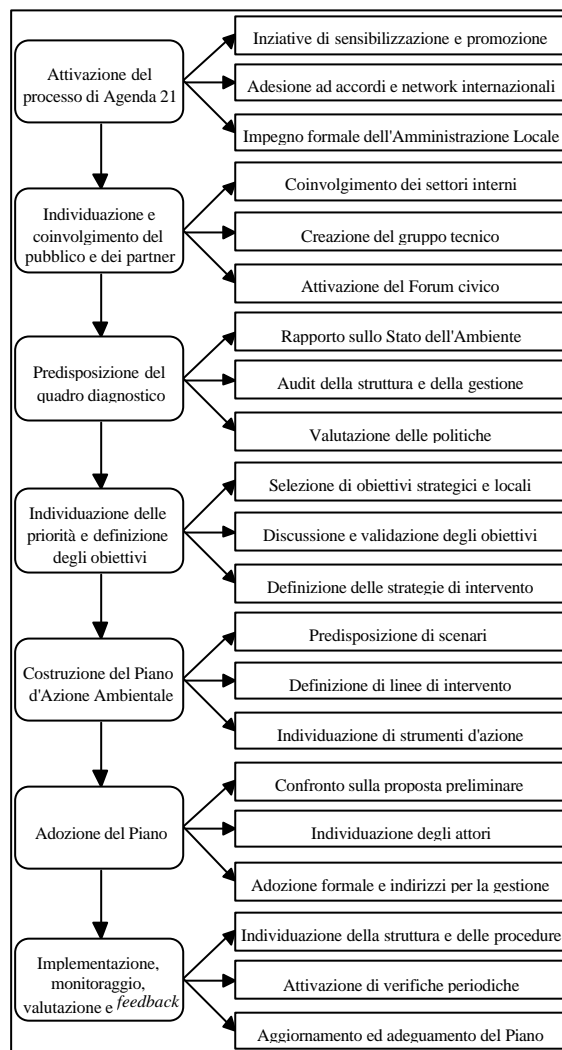 Inziative di sensibilizzazione e promozione
Attivazione del
processo di Agenda 21
Adesione ad accordi e network internazionali
Impegno formale dell'Amministrazione Locale
Coinvolgimento dei settori interni
Individuazione e
coinvolgimento del
pubblico e dei partner
Creazione del gruppo tecnico
Attivazione del Forum civico
Rapporto sullo Stato dell'Ambiente
Predisposizione del
quadro diagnostico
Audit della struttura e della gestione
Valutazione delle politiche
Selezione di obiettivi strategici e locali
Individuazione delle
priorità e definizione
degli obiettivi
Discussione e validazione degli obiettivi
Definizione delle strategie di intervento
Predisposizione di scenari
Costruzione del Piano
d'Azione Ambientale
Definizione di linee di intervento
Individuazione di strumenti d'azione
Confronto sulla proposta preliminare
Adozione del Piano
Individuazione degli attori
Adozione formale e indirizzi per la gestione
Individuazione della struttura e delle procedure
Implementazione,
monitoraggio,
valutazione e feedback
Attivazione di verifiche periodiche
Aggiornamento ed adeguamento del Piano